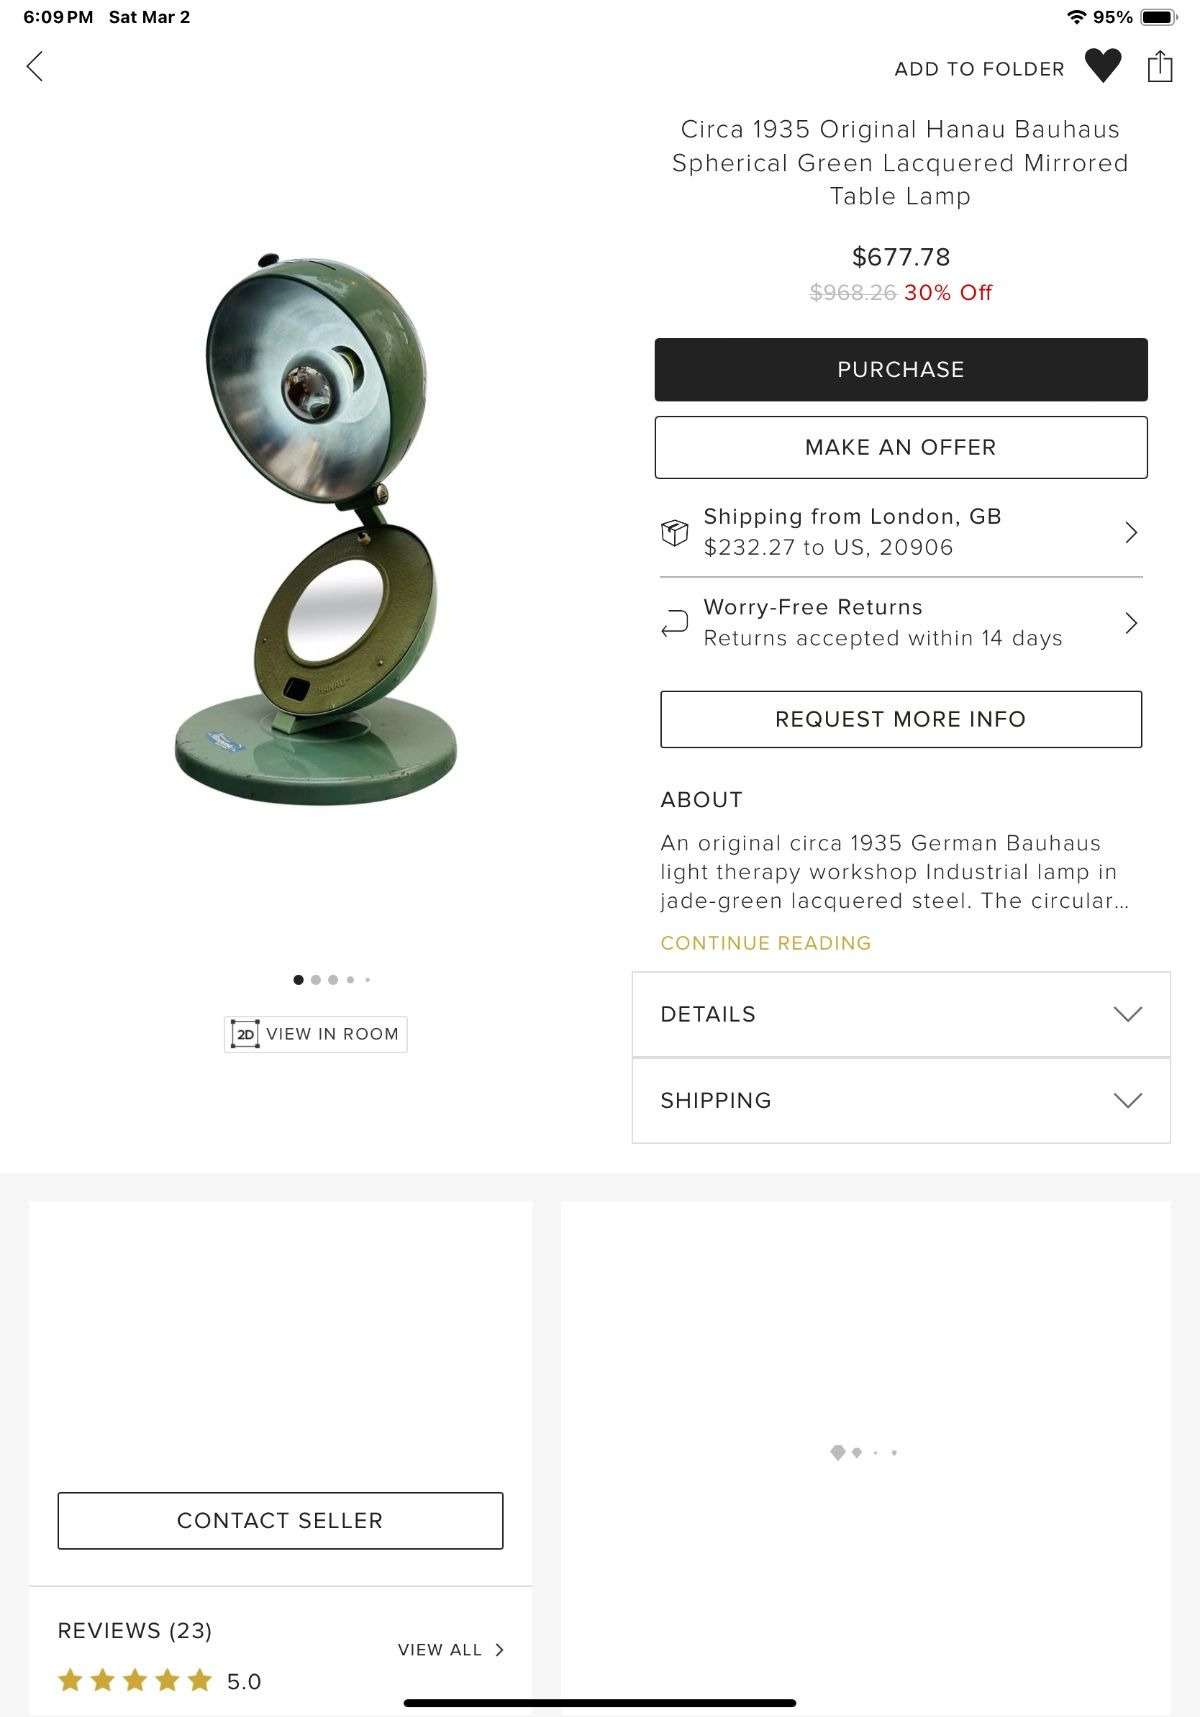 6:09 PM Sat Mar 2
95%
ADD TO FOLDER
Circa 1935 Original Hanau Bauhaus
Spherical Green Lacquered Mirrored
Table Lamp
$677.78
$968.26 30% Off
PURCHASE
MAKE AN OFFER
Shipping from London, GB
$232.27 to US, 20906
Worry-Free Returns
Returns accepted within 14 days
REQUEST MORE INFO
ABOUT
An original circa 1935 German Bauhaus
light therapy workshop Industrial lamp in
jade-green lacquered steel. The circular...
CONTINUE READING
HANAU
2D VIEW IN ROOM
DETAILS
SHIPPING
CONTACT SELLER
REVIEWS (23)
VIEW ALL
5.0